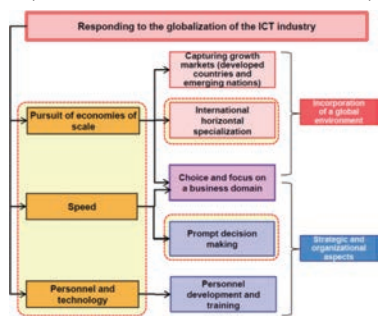 Responding to the globalization of the ICT industry
Capturing growth
markets (developed
countries and
emerging nations)
Pursuit of economies of
scale
International
horizontal
specialization
Incorporation
of a global
environment
Choice and focus on
a business domain
Speed
Prompt decision
making
Strategic and
organizational
aspects
Personnel and
technology
Personnel
development and
training